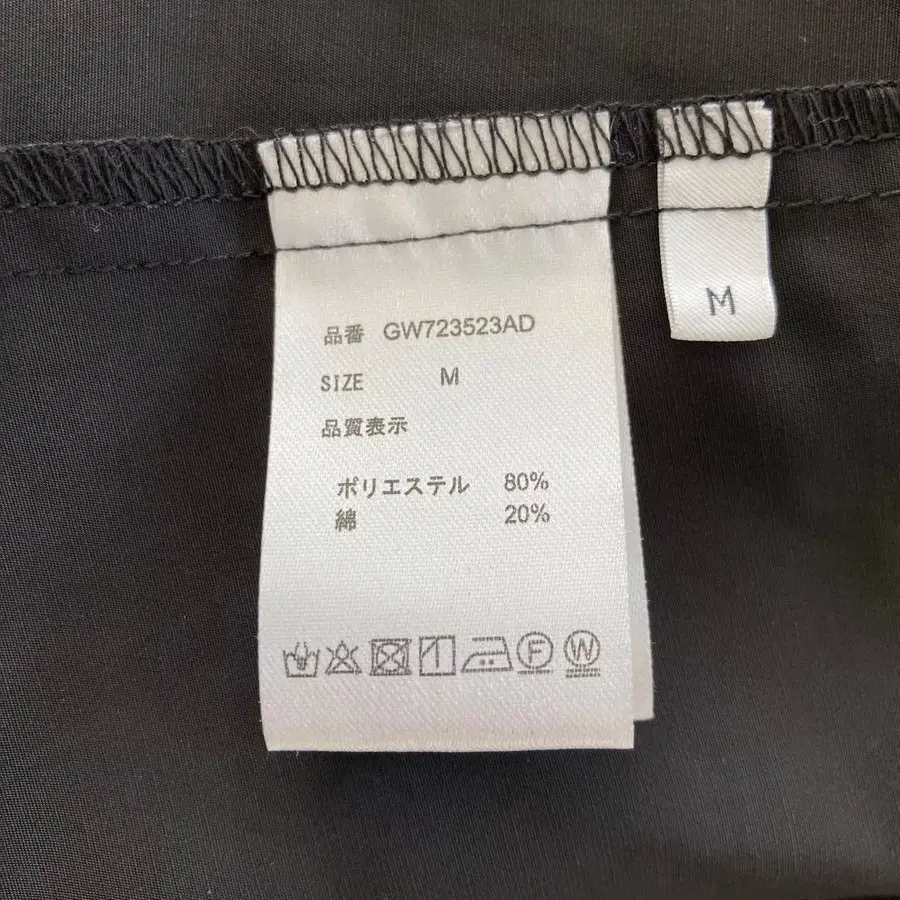 品番 GW723523AD
SIZE M
品質表示
ポリエステル 80%
綿 20%
F W
M